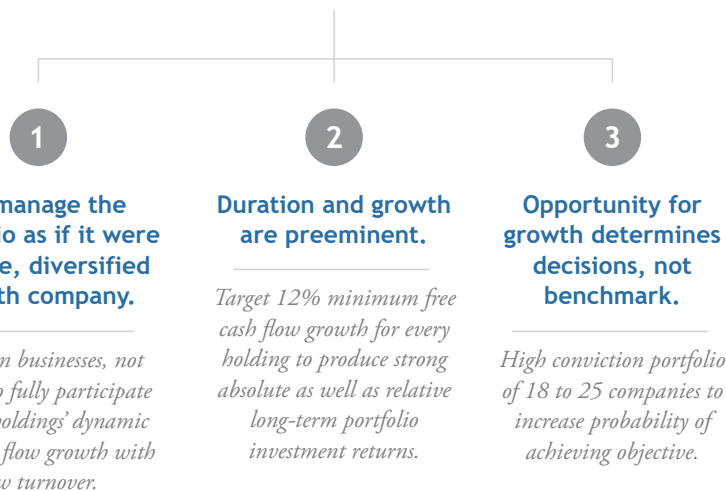 1
manage the
io as if it were
e, diversified
th company.
n businesses, not
o fully participate
holdings’ dynamic
flow growth with
w turnover.
2
Duration and growth
are preeminent.
Target 12% minimum free
cash flow growth for every
holding to produce strong
absolute as well as relative
long-term portfolio
investment returns.
3
Opportunity for
growth determines
decisions, not
benchmark.
High conviction portfolio
of 18 to 25 companies to
increase probability of
achieving objective.